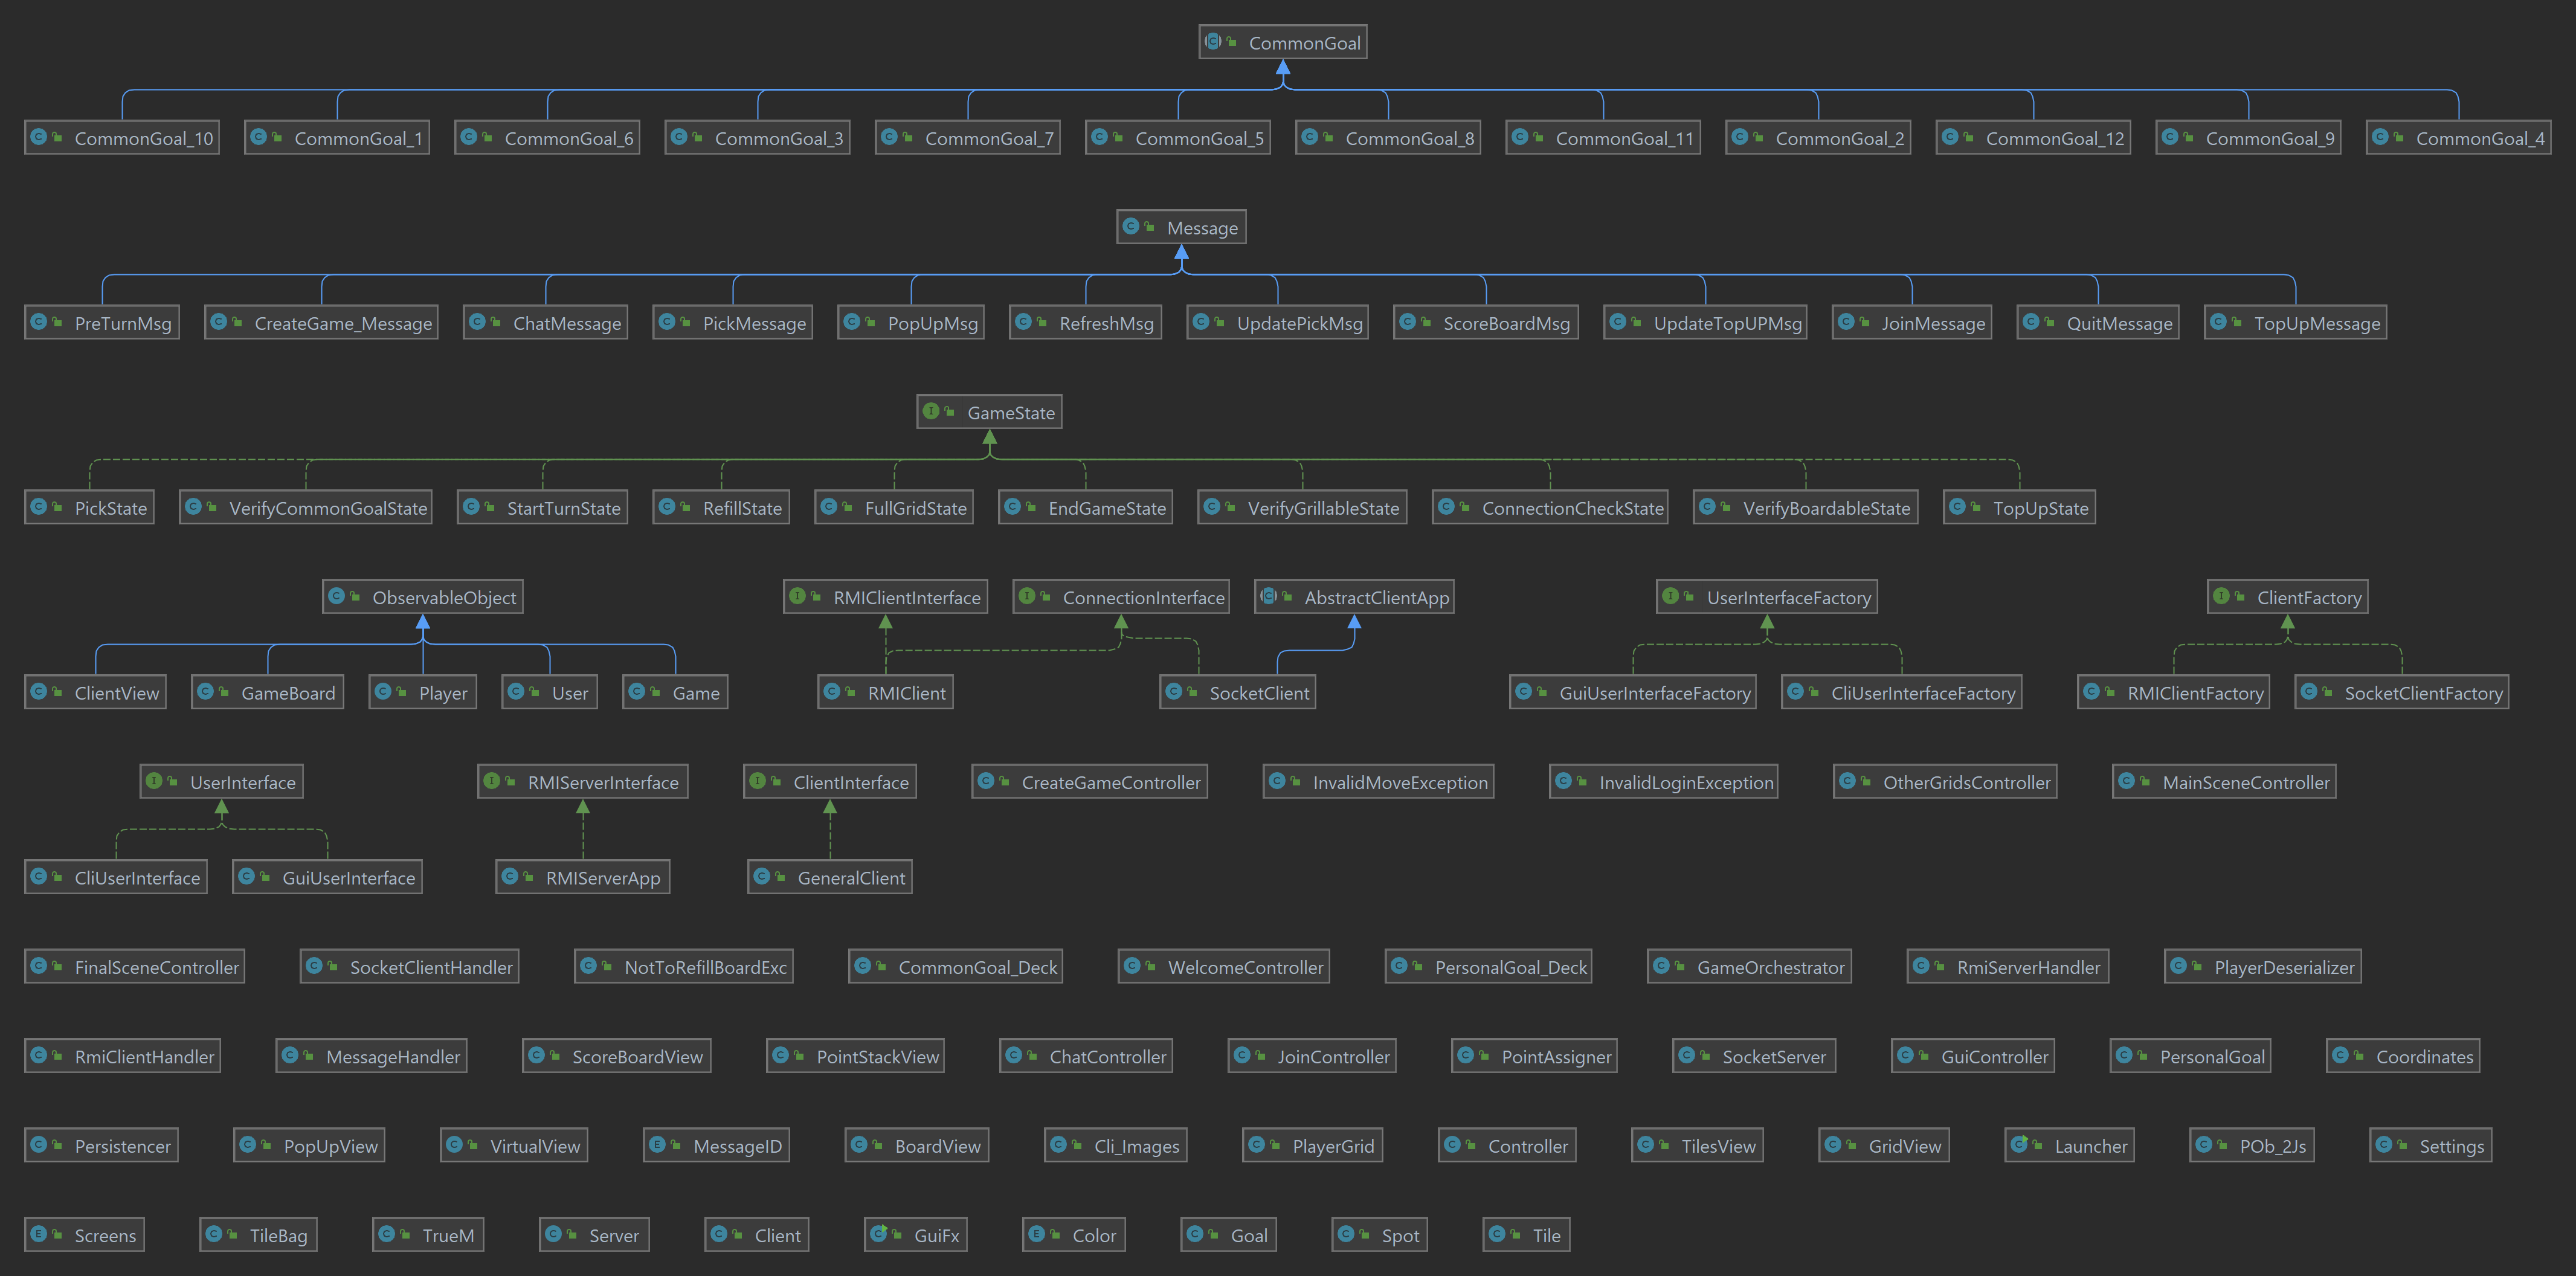 CommonGoal
CommonGoal_10 CommonGoal_1 CommonGoal_6 CommonGoal_3 CommonGoal_7 CommonGoal_5 CommonGoal_8 CommonGoal_11 CommonGoal_2 CommonGoal_12 CommonGoal_9 CommonGoal_4
Message
PreTurnMsg CreateGame_Message ChatMessage PickMessage PopUpMsg RefreshMsg UpdatePickMsg ScoreBoardMsg UpdateTopUPMsg JoinMessage QuitMessage TopUpMessage
GameState
PickState VerifyCommonGoalState StartTurnState RefillState FullGridState EndGameState VerifyGrillableState ConnectionCheckState VerifyBoardableState TopUpState
ObservableObject RMIClientInterface ConnectionInterface AbstractClientApp UserInterfaceFactory ClientFactory
ClientView GameBoard Player User Game RMIClient SocketClient GuiUserInterfaceFactory CliUserInterfaceFactory RMIClientFactory SocketClientFactory
UserInterface RMIServerInterface ClientInterface CreateGameController InvalidMoveException InvalidLoginException OtherGridsController MainSceneController
CliUserInterface GuiUserInterface RMIServerApp GeneralClient
FinalSceneController SocketClientHandler NotToRefillBoardExc CommonGoal_Deck WelcomeController PersonalGoal_Deck GameOrchestrator RmiServerHandler PlayerDeserializer
RmiClientHandler MessageHandler ScoreBoardView PointStackView ChatController JoinController PointAssigner SocketServer GuiController PersonalGoal Coordinates
Persistencer PopUpView VirtualView MessageID BoardView Cli_Images PlayerGrid Controller TilesView GridView Launcher POb_2Js Settings
Screens TileBag TrueM Server Client GuiFx Color Goal Spot Tile